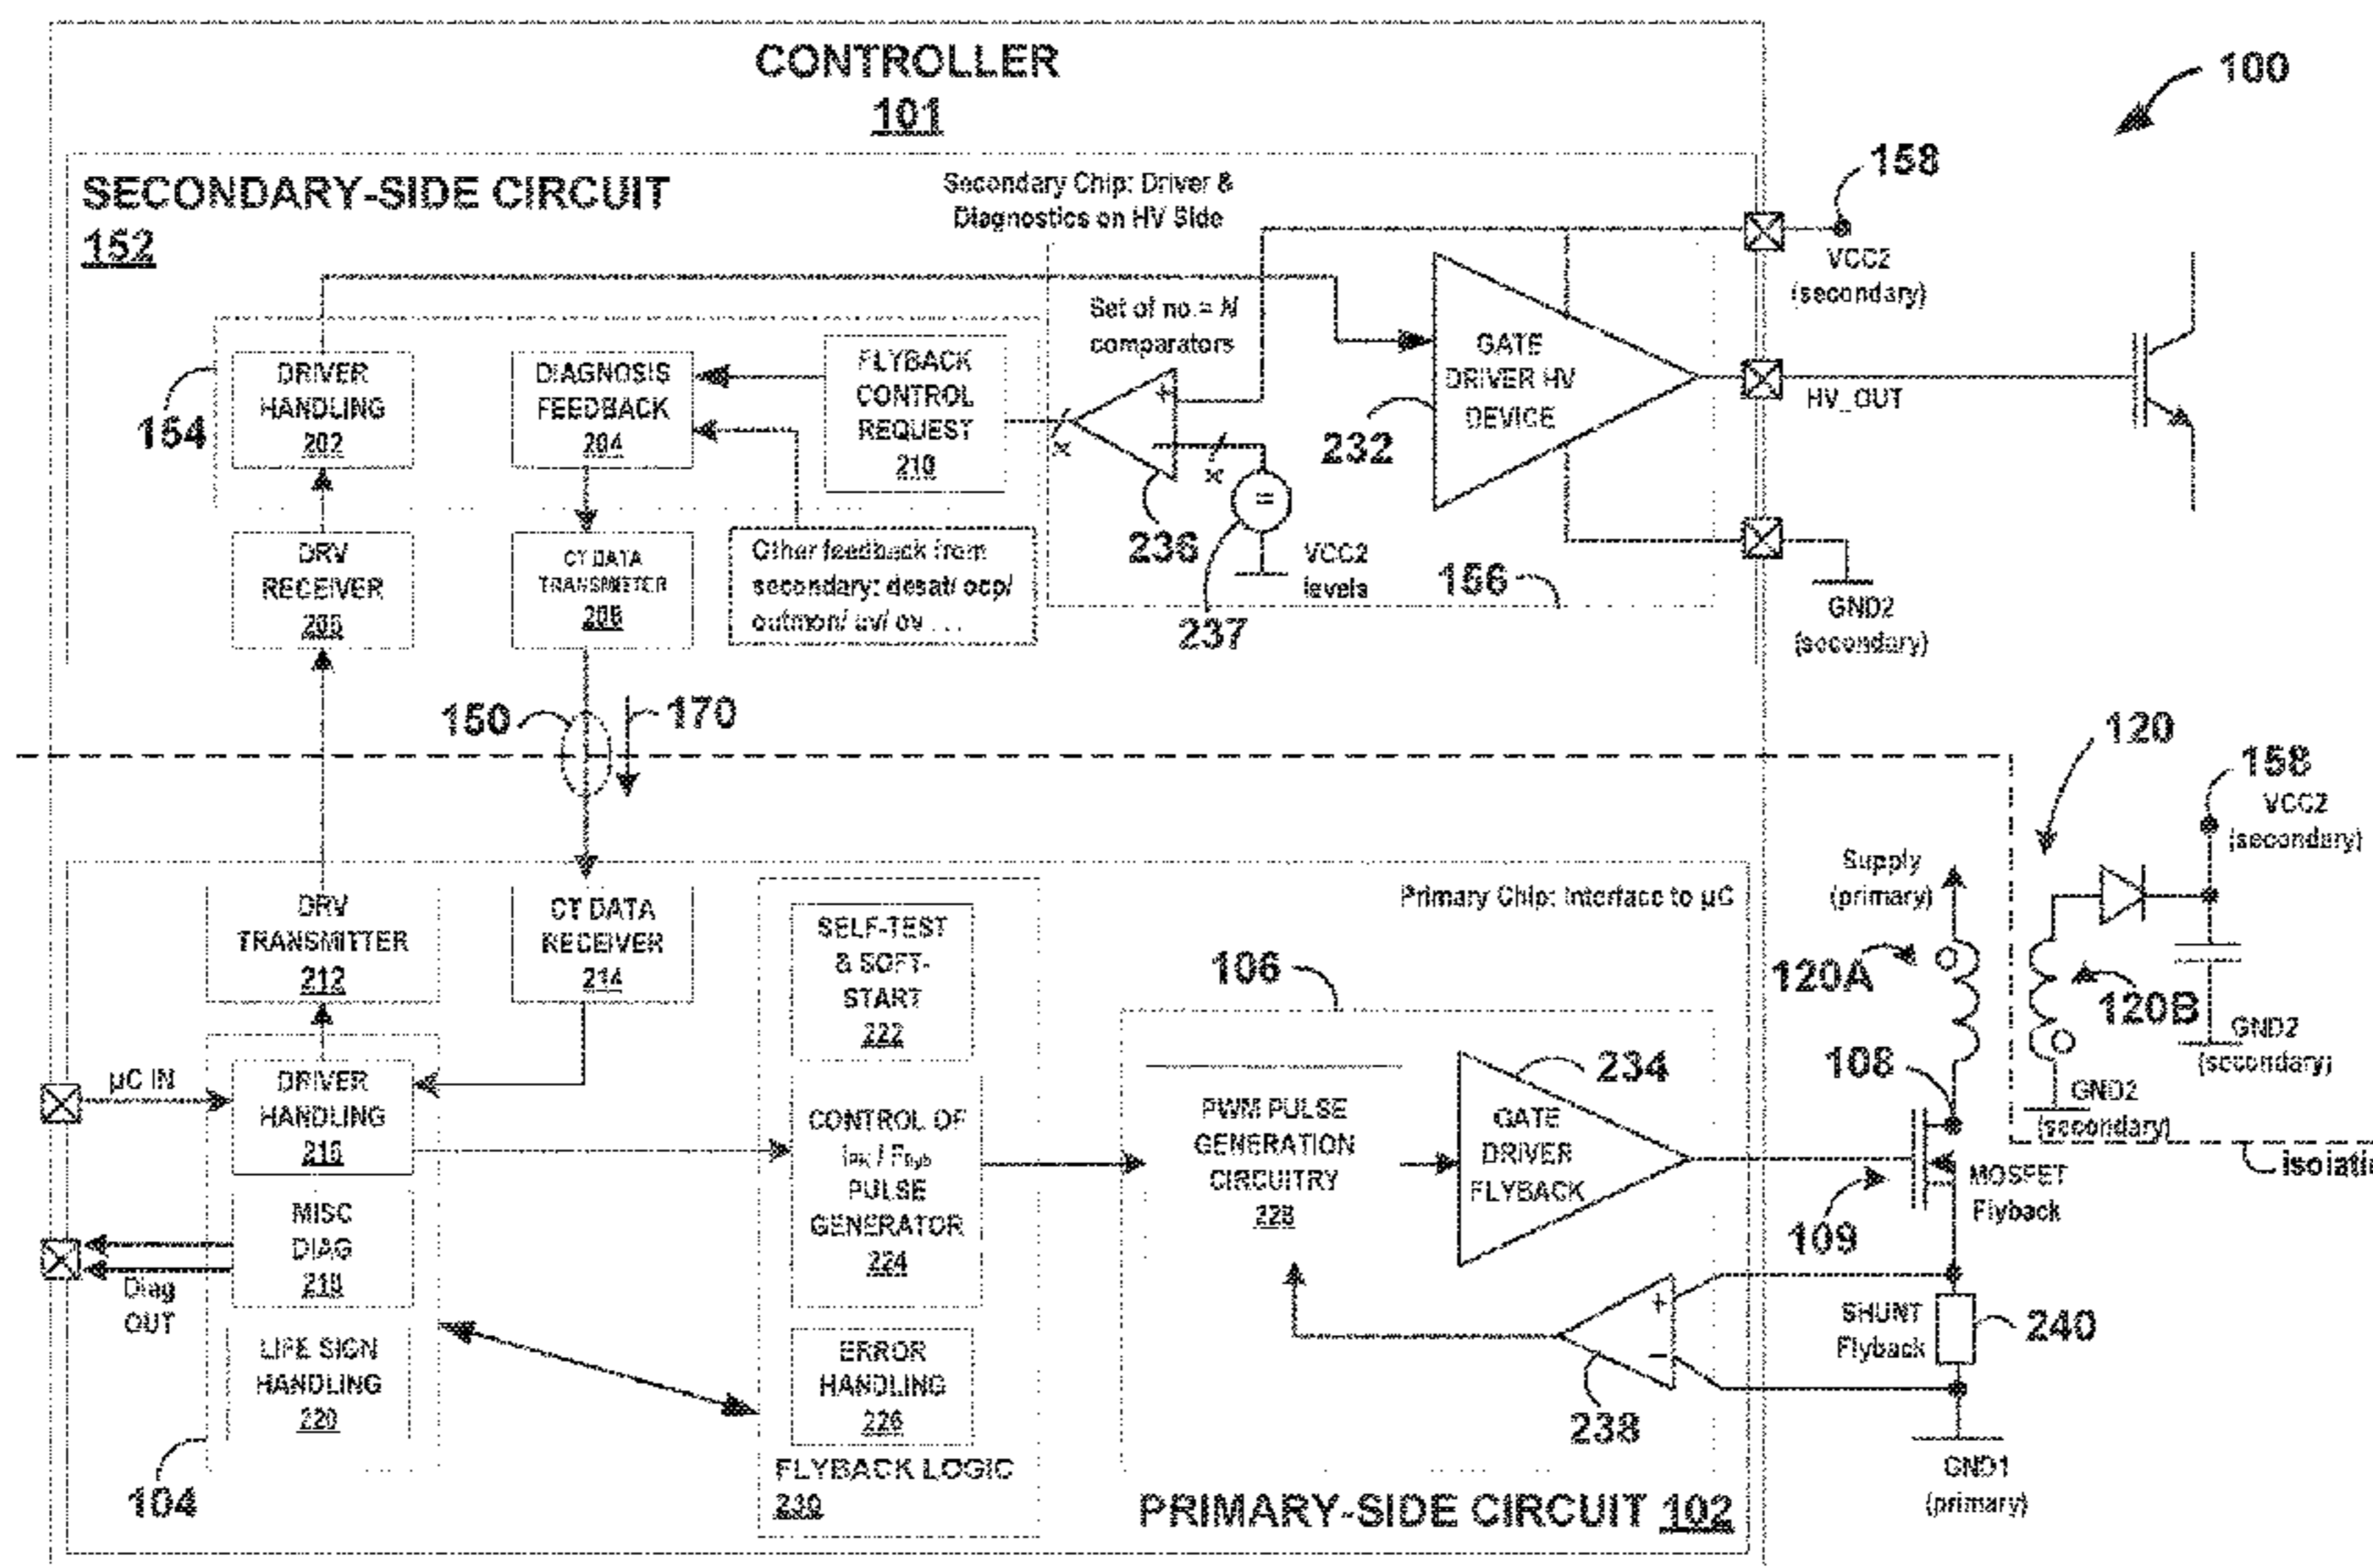 CONTROLLER
101
100
SECONDARY-SIDE CIRCUIT
152
Secondary Chip: Driver &
Diagnostics on HV Side
158
VCC2
(secondary)
Set of no.= N
comparators
154
DRIVER
HANDLING
202
DIAGNOSIS
FEEDBACK
204
FLYBACK
CONTROL
REQUEST
210
GATE
DRIVER HV
DEVICE
232
HV_OUT
x
x
=
236
237
VCC2
levels
156
GND2
(secondary)
DRV
RECEIVER
CT DATA
TRANSMITTER
Other feedback from
secondary: desat/ ocp/
outmon/ uv/ ov . . .
150
170
120
158
VCC2
(secondary)
DRV
TRANSMITTER
212
CT DATA
RECEIVER
214
Primary Chip: Interface to µC
Supply
(primary)
SELF-TEST
& SOFT-
START
222
106
120A
120B
GND2
(secondary)
µC IN
DRIVER
HANDLING
108
GND2
(secondary)
234
CONTROL OF
PULSE
GENERATOR
224
PWM PULSE
GENERATION
CIRCUITRY
228
GATE
DRIVER
FLYBACK
MOSFET
Flyback
109
MISC
DIAG
Diag
OUT
LIFE SIGN
HANDLING
220
ERROR
HANDLING
226
+
−
SHUNT
Flyback
240
238
104
FLYBACK LOGIC
230
GND1
(primary)
PRIMARY-SIDE CIRCUIT 102